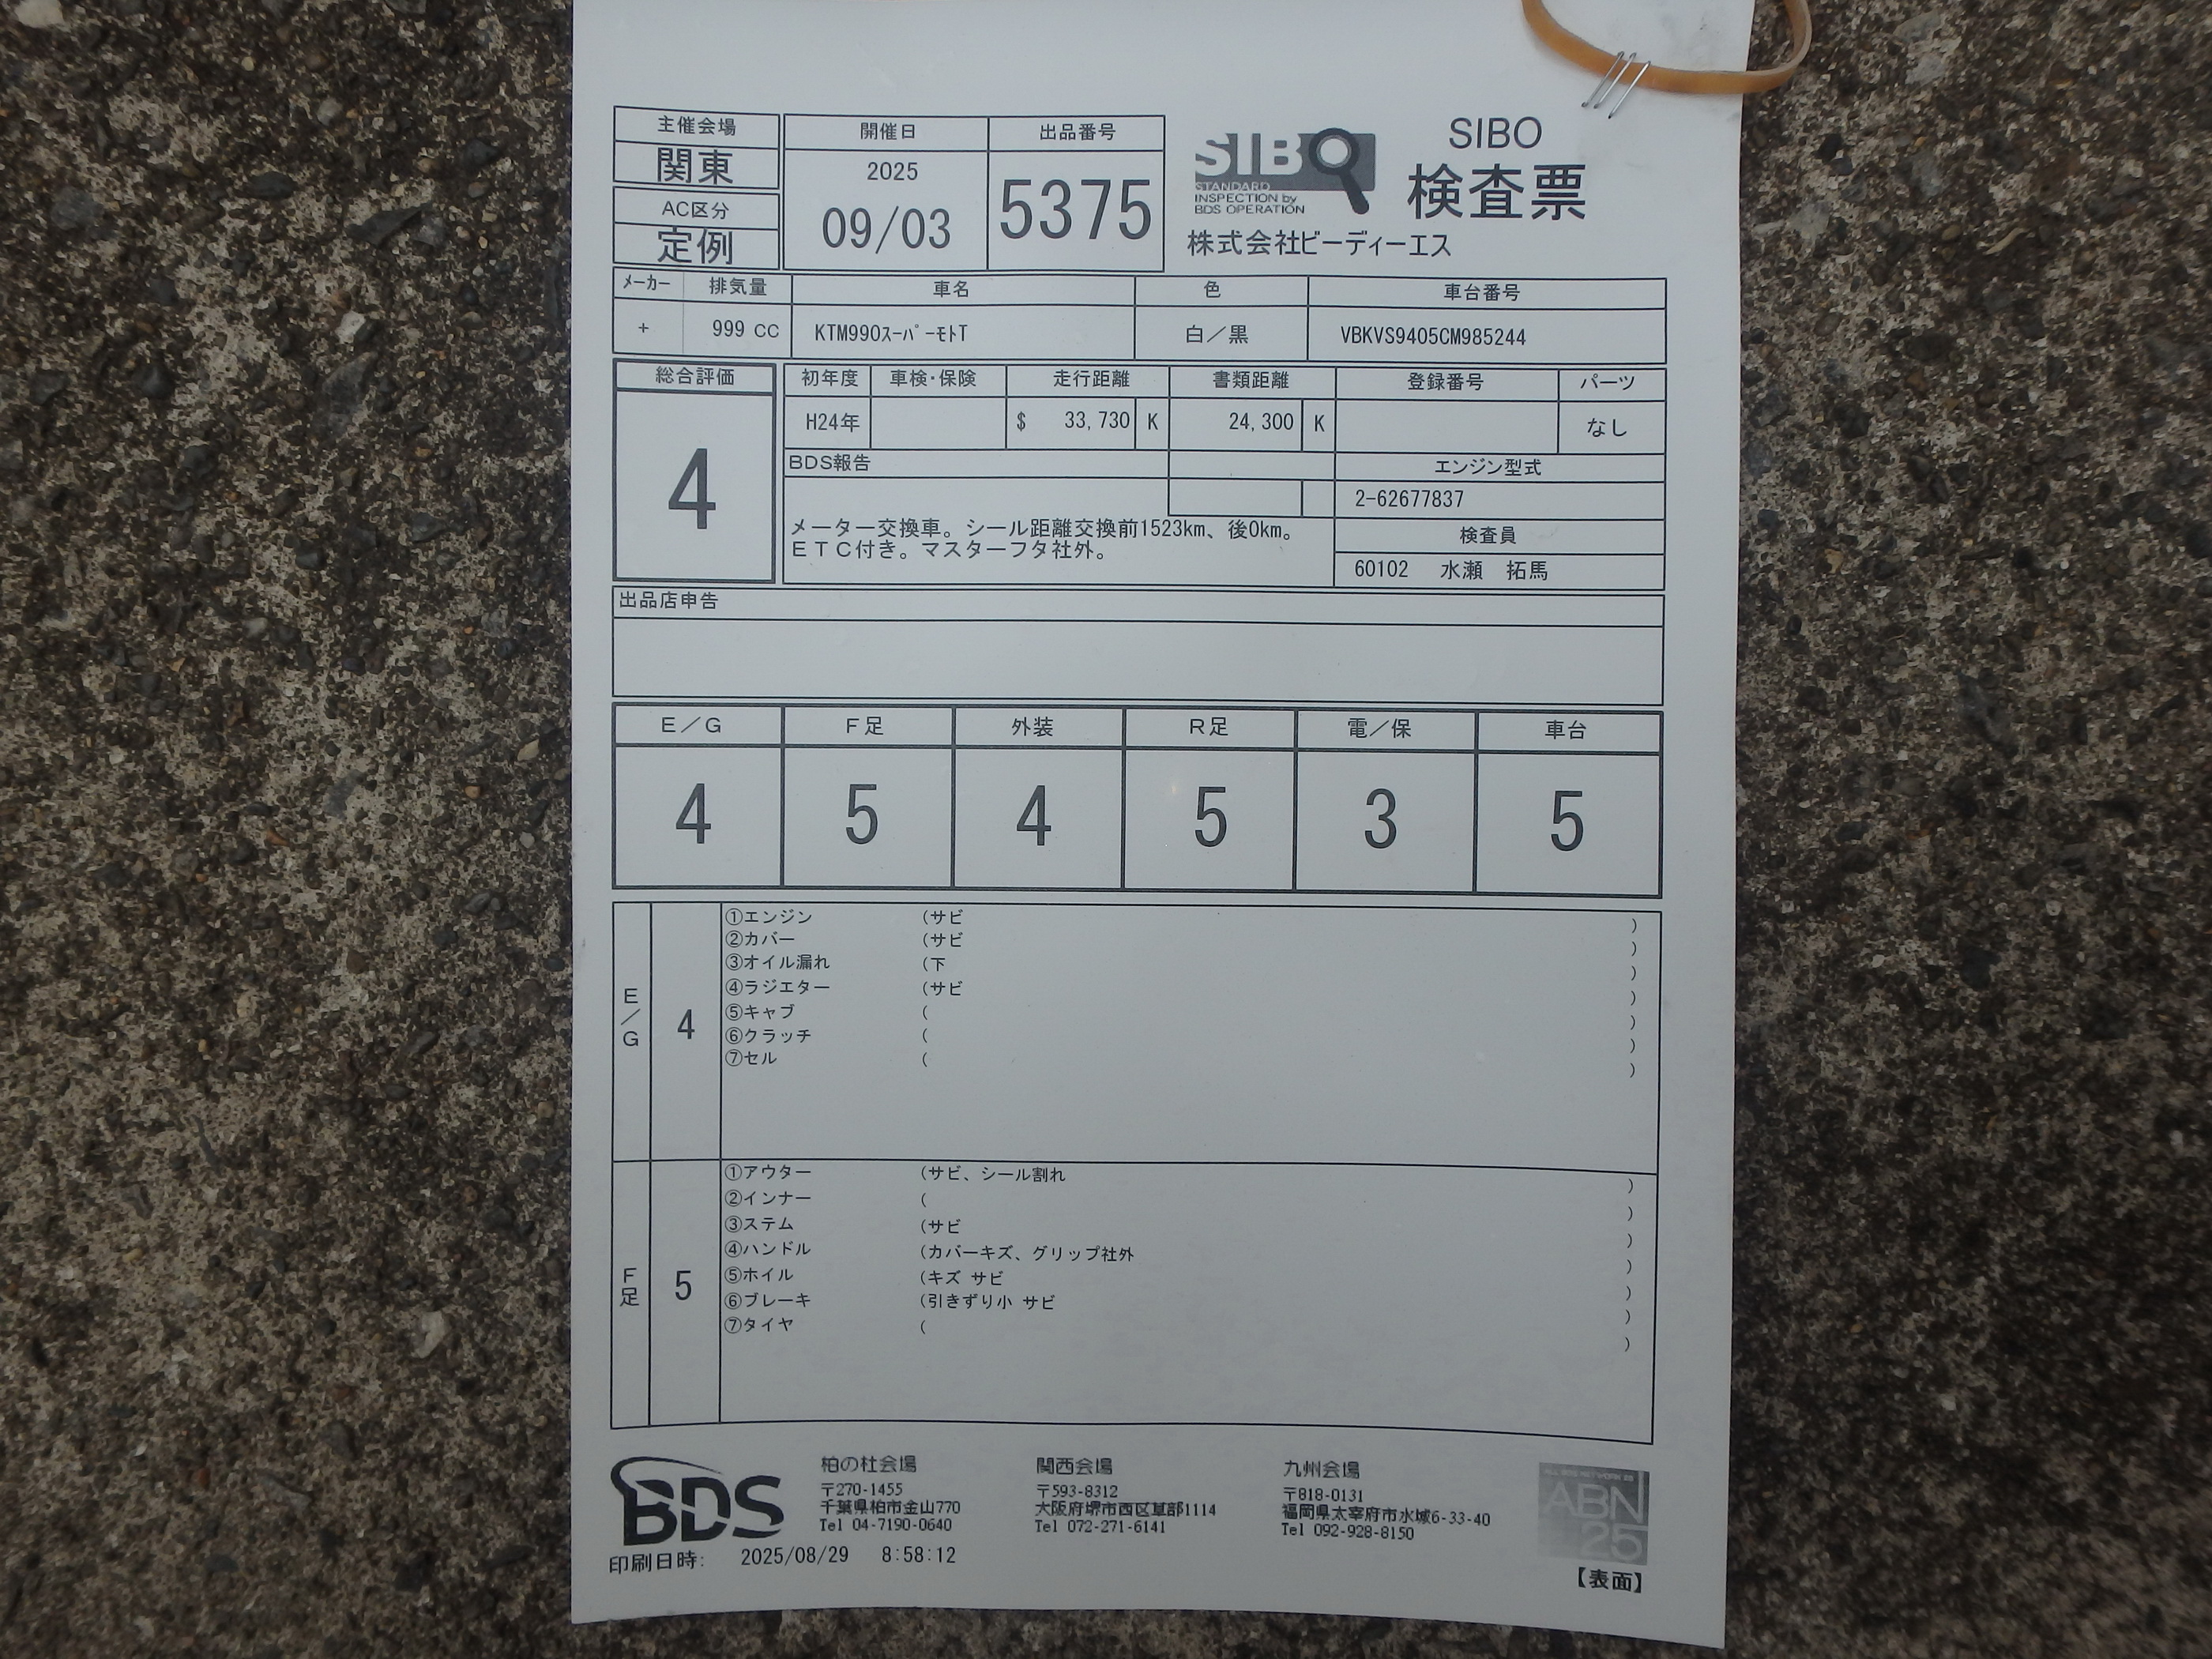 主催会場
関東
AC区分
定例
開催日
2025
09/03
出品番号
5375
SIBO
STANDARD
INSPECTION by
BDS OPERATION
SIBO
検査票
株式会社ビーディーエス
メーカー 排気量 車名 色 車台番号
+ 999 CC KTM990スーパーモトT 白／黒 VBKVS9405CM985244
総合評価
4
初年度 車検・保険 走行距離 書類距離 登録番号 パーツ
H24年 $ 33,730 K 24,300 K なし
BDS報告
メーター交換車。シール距離交換前1523km、後0km。
ＥＴＣ付き。マスターフタ社外。
エンジン型式
2-62677837
検査員
60102 水瀬 拓馬
出品店申告
Ｅ／Ｇ Ｆ足 外装 Ｒ足 電／保 車台
4 5 4 5 3 5
Ｅ／Ｇ
4
①エンジン (サビ )
②カバー (サビ )
③オイル漏れ (下 )
④ラジエター (サビ )
⑤キャブ ( )
⑥クラッチ ( )
⑦セル ( )
Ｆ足
5
①アウター (サビ、シール割れ )
②インナー ( )
③ステム (サビ )
④ハンドル (カバーキズ、グリップ社外 )
⑤ホイル (キズ サビ )
⑥ブレーキ (引きずり小 サビ )
⑦タイヤ ( )
BDS
柏の杜会場
〒270-1455
千葉県柏市金山770
Tel 04-7190-0640
関西会場
〒593-8312
大阪府堺市西区草部1114
Tel 072-271-6141
九州会場
〒818-0131
福岡県太宰府市水城6-33-40
Tel 092-928-8150
ABN
25
印刷日時: 2025/08/29 8:58:12
【表面】